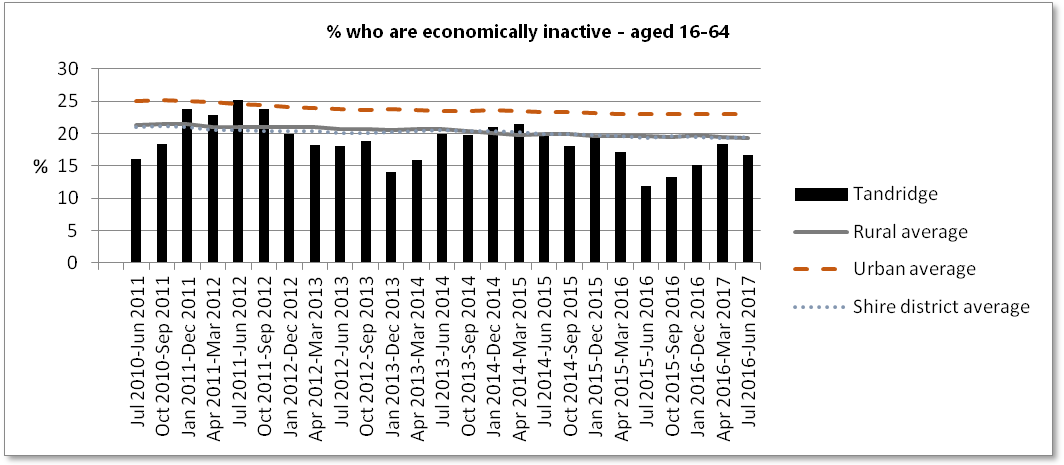 % who are economically inactive - aged 16-64
30
25
20
15
10
5
0
%
Jul 2010-Jun 2011
Oct 2010-Sep 2011
Jan 2011-Dec 2011
Apr 2011-Mar 2012
Jul 2011-Jun 2012
Oct 2011-Sep 2012
Jan 2012-Dec 2012
Apr 2012-Mar 2013
Jul 2012-Jun 2013
Oct 2012-Sep 2013
Jan 2013-Dec 2013
Apr 2013-Mar 2014
Jul 2013-Jun 2014
Oct 2013-Sep 2014
Jan 2014-Dec 2014
Apr 2014-Mar 2015
Jul 2014-Jun 2015
Oct 2014-Sep 2015
Jan 2015-Dec 2015
Apr 2015-Mar 2016
Jul 2015-Jun 2016
Oct 2015-Sep 2016
Jan 2016-Dec 2016
Apr 2016-Mar 2017
Jul 2016-Jun 2017
Tandridge
Rural average
Urban average
Shire district average